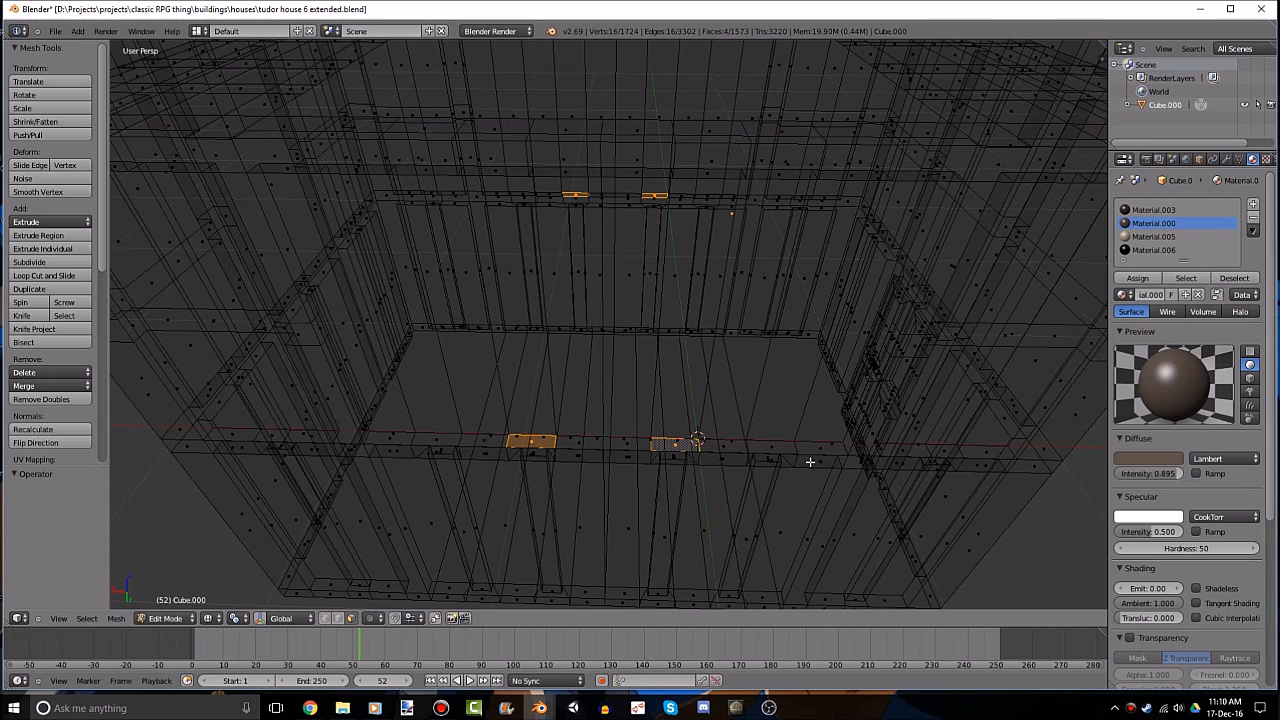 Blender* [D:\Projects\projects\classic RPG thing\buildings\houses\tudor house 6 extended.blend]
File Add Render Window Help Default Scene Blender Render v2.69 | Verts:16/1724 | Edges:16/3302 | Faces:4/1573 | Tris:3220 | Mem:19.90M (0.44M) | Cube.000
Mesh Tools
User Persp
View Search All Scenes
Transform:
Scene
Translate
RenderLayers
Rotate
World
Scale
Cube.000
Shrink/Fatten
Push/Pull
Deform:
Slide Edge Vertex
Noise
Cube.0 Material.0
Smooth Vertex
Add:
Material.003
Extrude
Material.000
Extrude Region
Material.005
Extrude Individual
Material.006
Subdivide
Loop Cut and Slide
Assign Select Deselect
Duplicate
ial.000 F Data
Spin Screw
Surface Wire Volume Halo
Knife Select
Knife Project
Preview
Bisect
Remove:
Delete
Merge
Remove Doubles
Normals:
Recalculate
Diffuse
Flip Direction
Lambert
UV Mapping:
Intensity: 0.895 Ramp
Operator
Specular
CookTorr
Intensity: 0.500 Ramp
Hardness: 50
Shading
Emit: 0.00 Shadeless
(52) Cube.000
Ambient: 1.000 Tangent Shading
View Select Mesh Edit Mode Global
Transluc: 0.000 Cubic Interpolati
Transparency
Mask Z Transparenc Raytrace
-50 -40 -30 -20 -10 0 10 20 30 40 50 60 70 80 90 100 110 120 130 140 150 160 170 180 190 200 210 220 230 240 250 260 270 280
Alpha: 1.000 Fresnel: 0.000
View Marker Frame Playback Start: 1 End: 250 52 No Sync
Ask me anything
11:10 AM
17-Dec-16